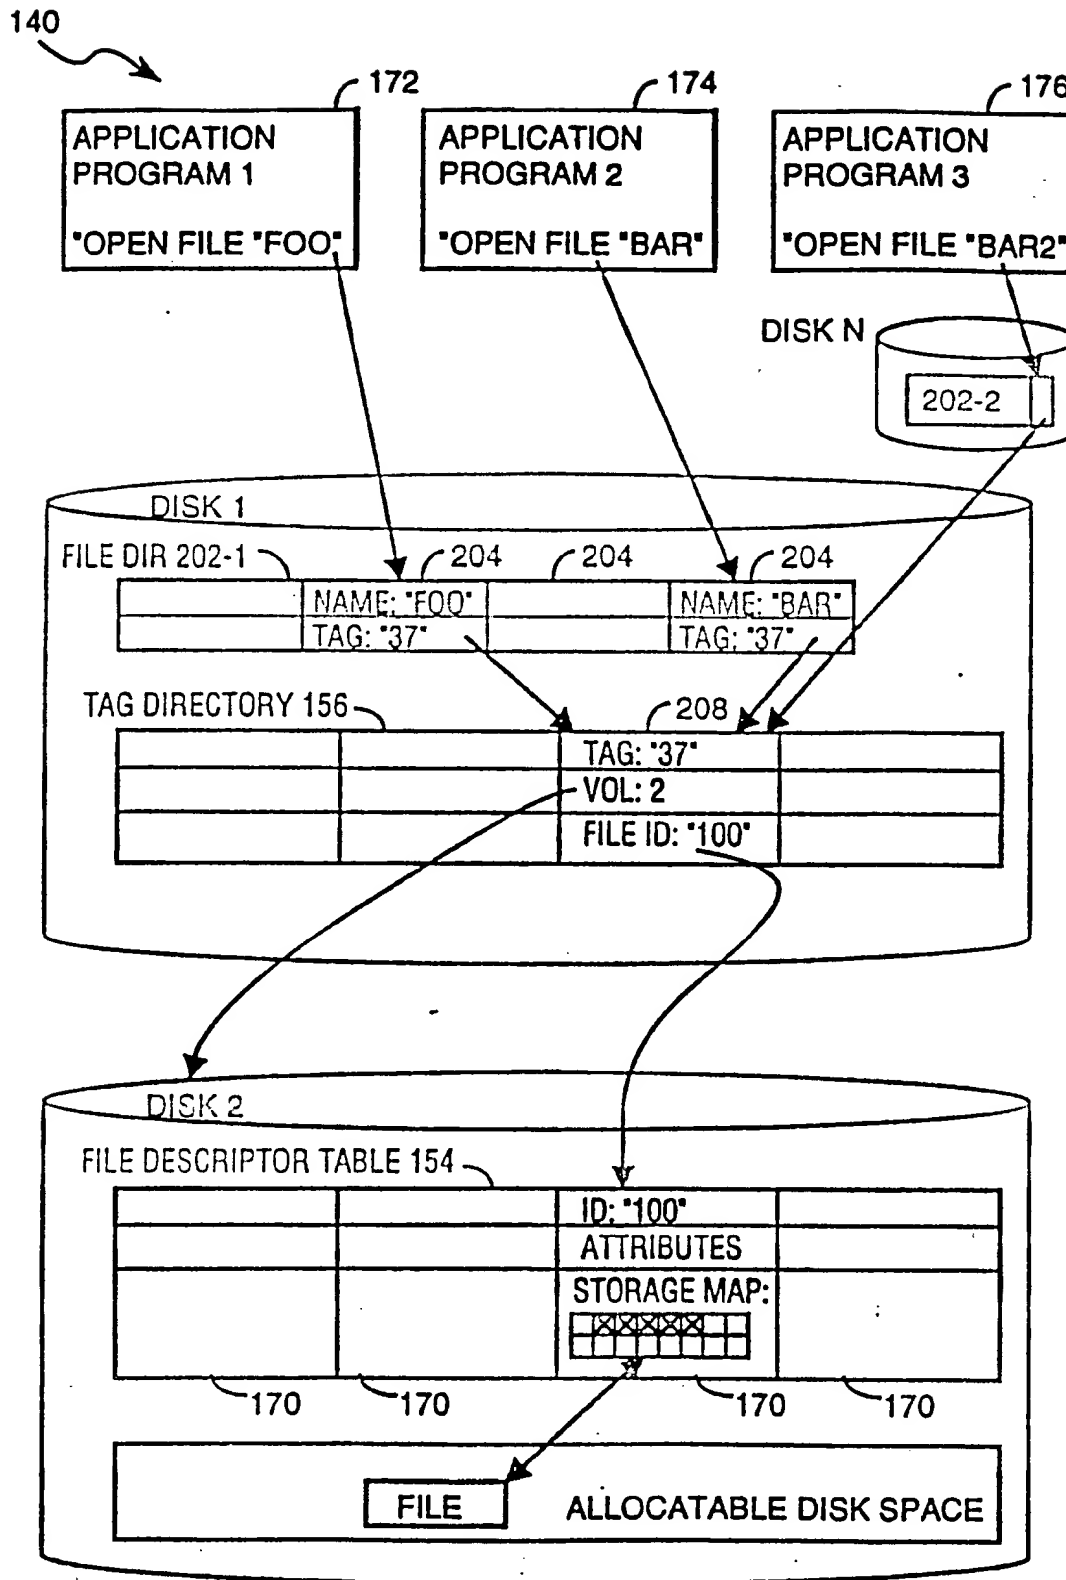 140
172
174
176
APPLICATION
PROGRAM 1
"OPEN FILE "FOO"
APPLICATION
PROGRAM 2
"OPEN FILE "BAR"
APPLICATION
PROGRAM 3
"OPEN FILE "BAR2"
DISK N
202-2
DISK 1
FILE DIR 202-1
204
204
204
NAME: "FOO"
NAME: "BAR"
TAG: "37"
TAG: "37"
TAG DIRECTORY 156
208
TAG: "37"
VOL: 2
FILE ID: "100"
DISK 2
FILE DESCRIPTOR TABLE 154
ID: "100"
ATTRIBUTES
STORAGE MAP:
170
170
170
170
FILE
ALLOCATABLE DISK SPACE